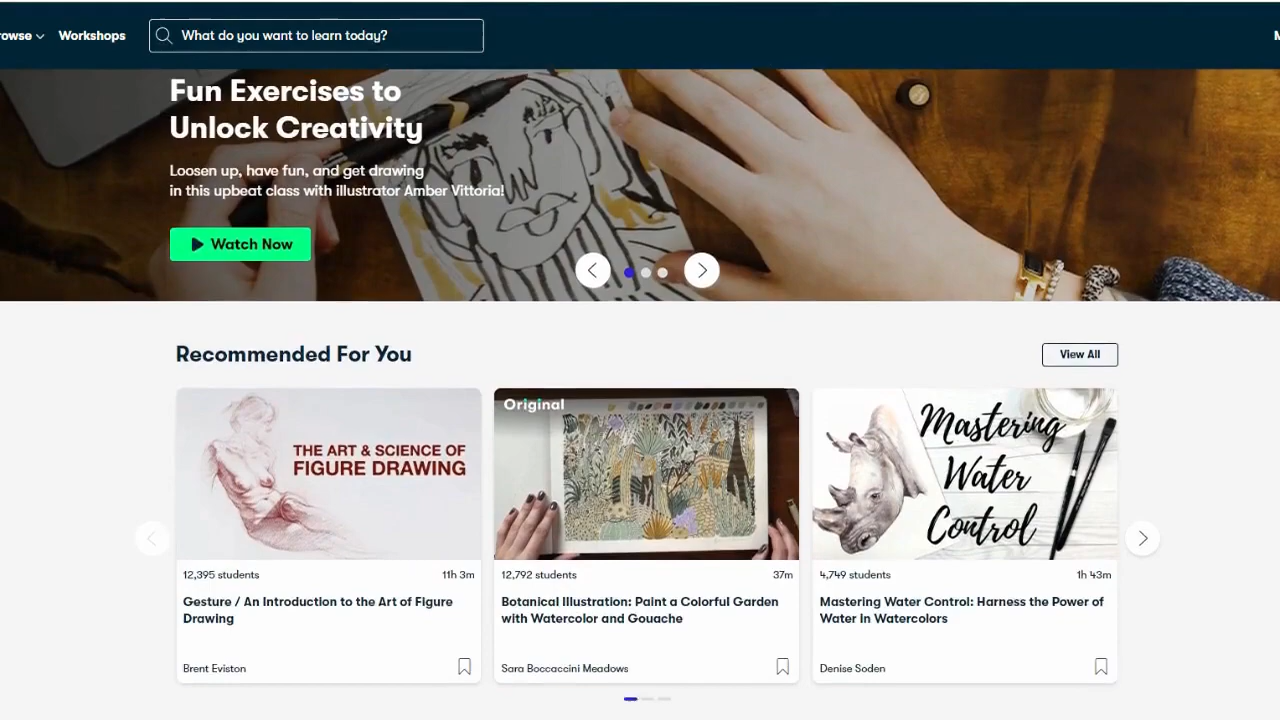 Workshops
What do you want to learn today?
Fun Exercises to
Unlock Creativity
Loosen up, have fun, and get drawing
in this upbeat class with illustrator Amber Vittoria!
Watch Now
Recommended For You
View All
THE ART & SCIENCE OF
FIGURE DRAWING
Original
Mastering
Water
Control
12,395 students
11h 3m
12,792 students
37m
4,749 students
1h 43m
Gesture / An Introduction to the Art of Figure
Drawing
Botanical Illustration: Paint a Colorful Garden
with Watercolor and Gouache
Mastering Water Control: Harness the Power of
Water In Watercolors
Brent Eviston
Sara Boccaccini Meadows
Denise Soden